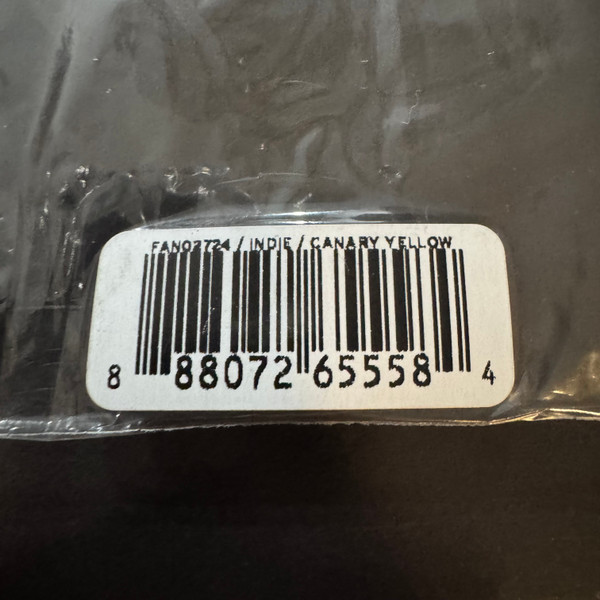 FAN02724 / INDIE / CANARY YELLOW
8 88072 65558 4